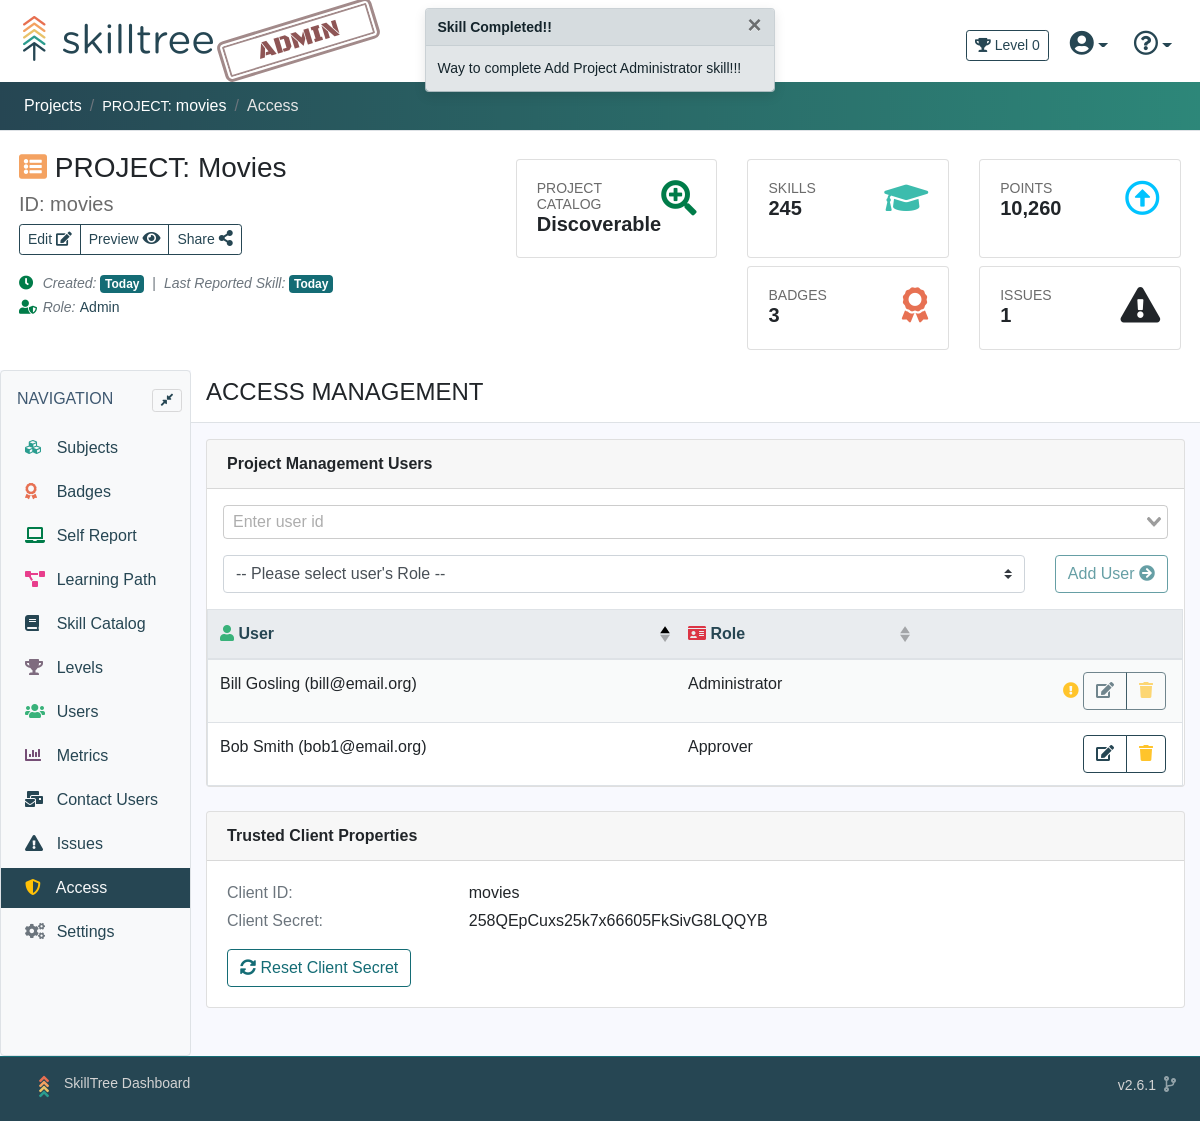 skilltree
ADMIN
Skill Completed!!
Way to complete Add Project Administrator skill!!!
Level 0
Projects / PROJECT: movies / Access
PROJECT: Movies
ID: movies
Edit
Preview
Share
Created: Today | Last Reported Skill: Today
Role: Admin
PROJECT
CATALOG
Discoverable
SKILLS
245
POINTS
10,260
BADGES
3
ISSUES
1
NAVIGATION
Subjects
Badges
Self Report
Learning Path
Skill Catalog
Levels
Users
Metrics
Contact Users
Issues
Access
Settings
ACCESS MANAGEMENT
Project Management Users
Enter user id
-- Please select user's Role --
Add User
User
Role
Bill Gosling (bill@email.org)
Administrator
Bob Smith (bob1@email.org)
Approver
Trusted Client Properties
Client ID:
movies
Client Secret:
258QEpCuxs25k7x66605FkSivG8LQQYB
Reset Client Secret
SkillTree Dashboard
v2.6.1